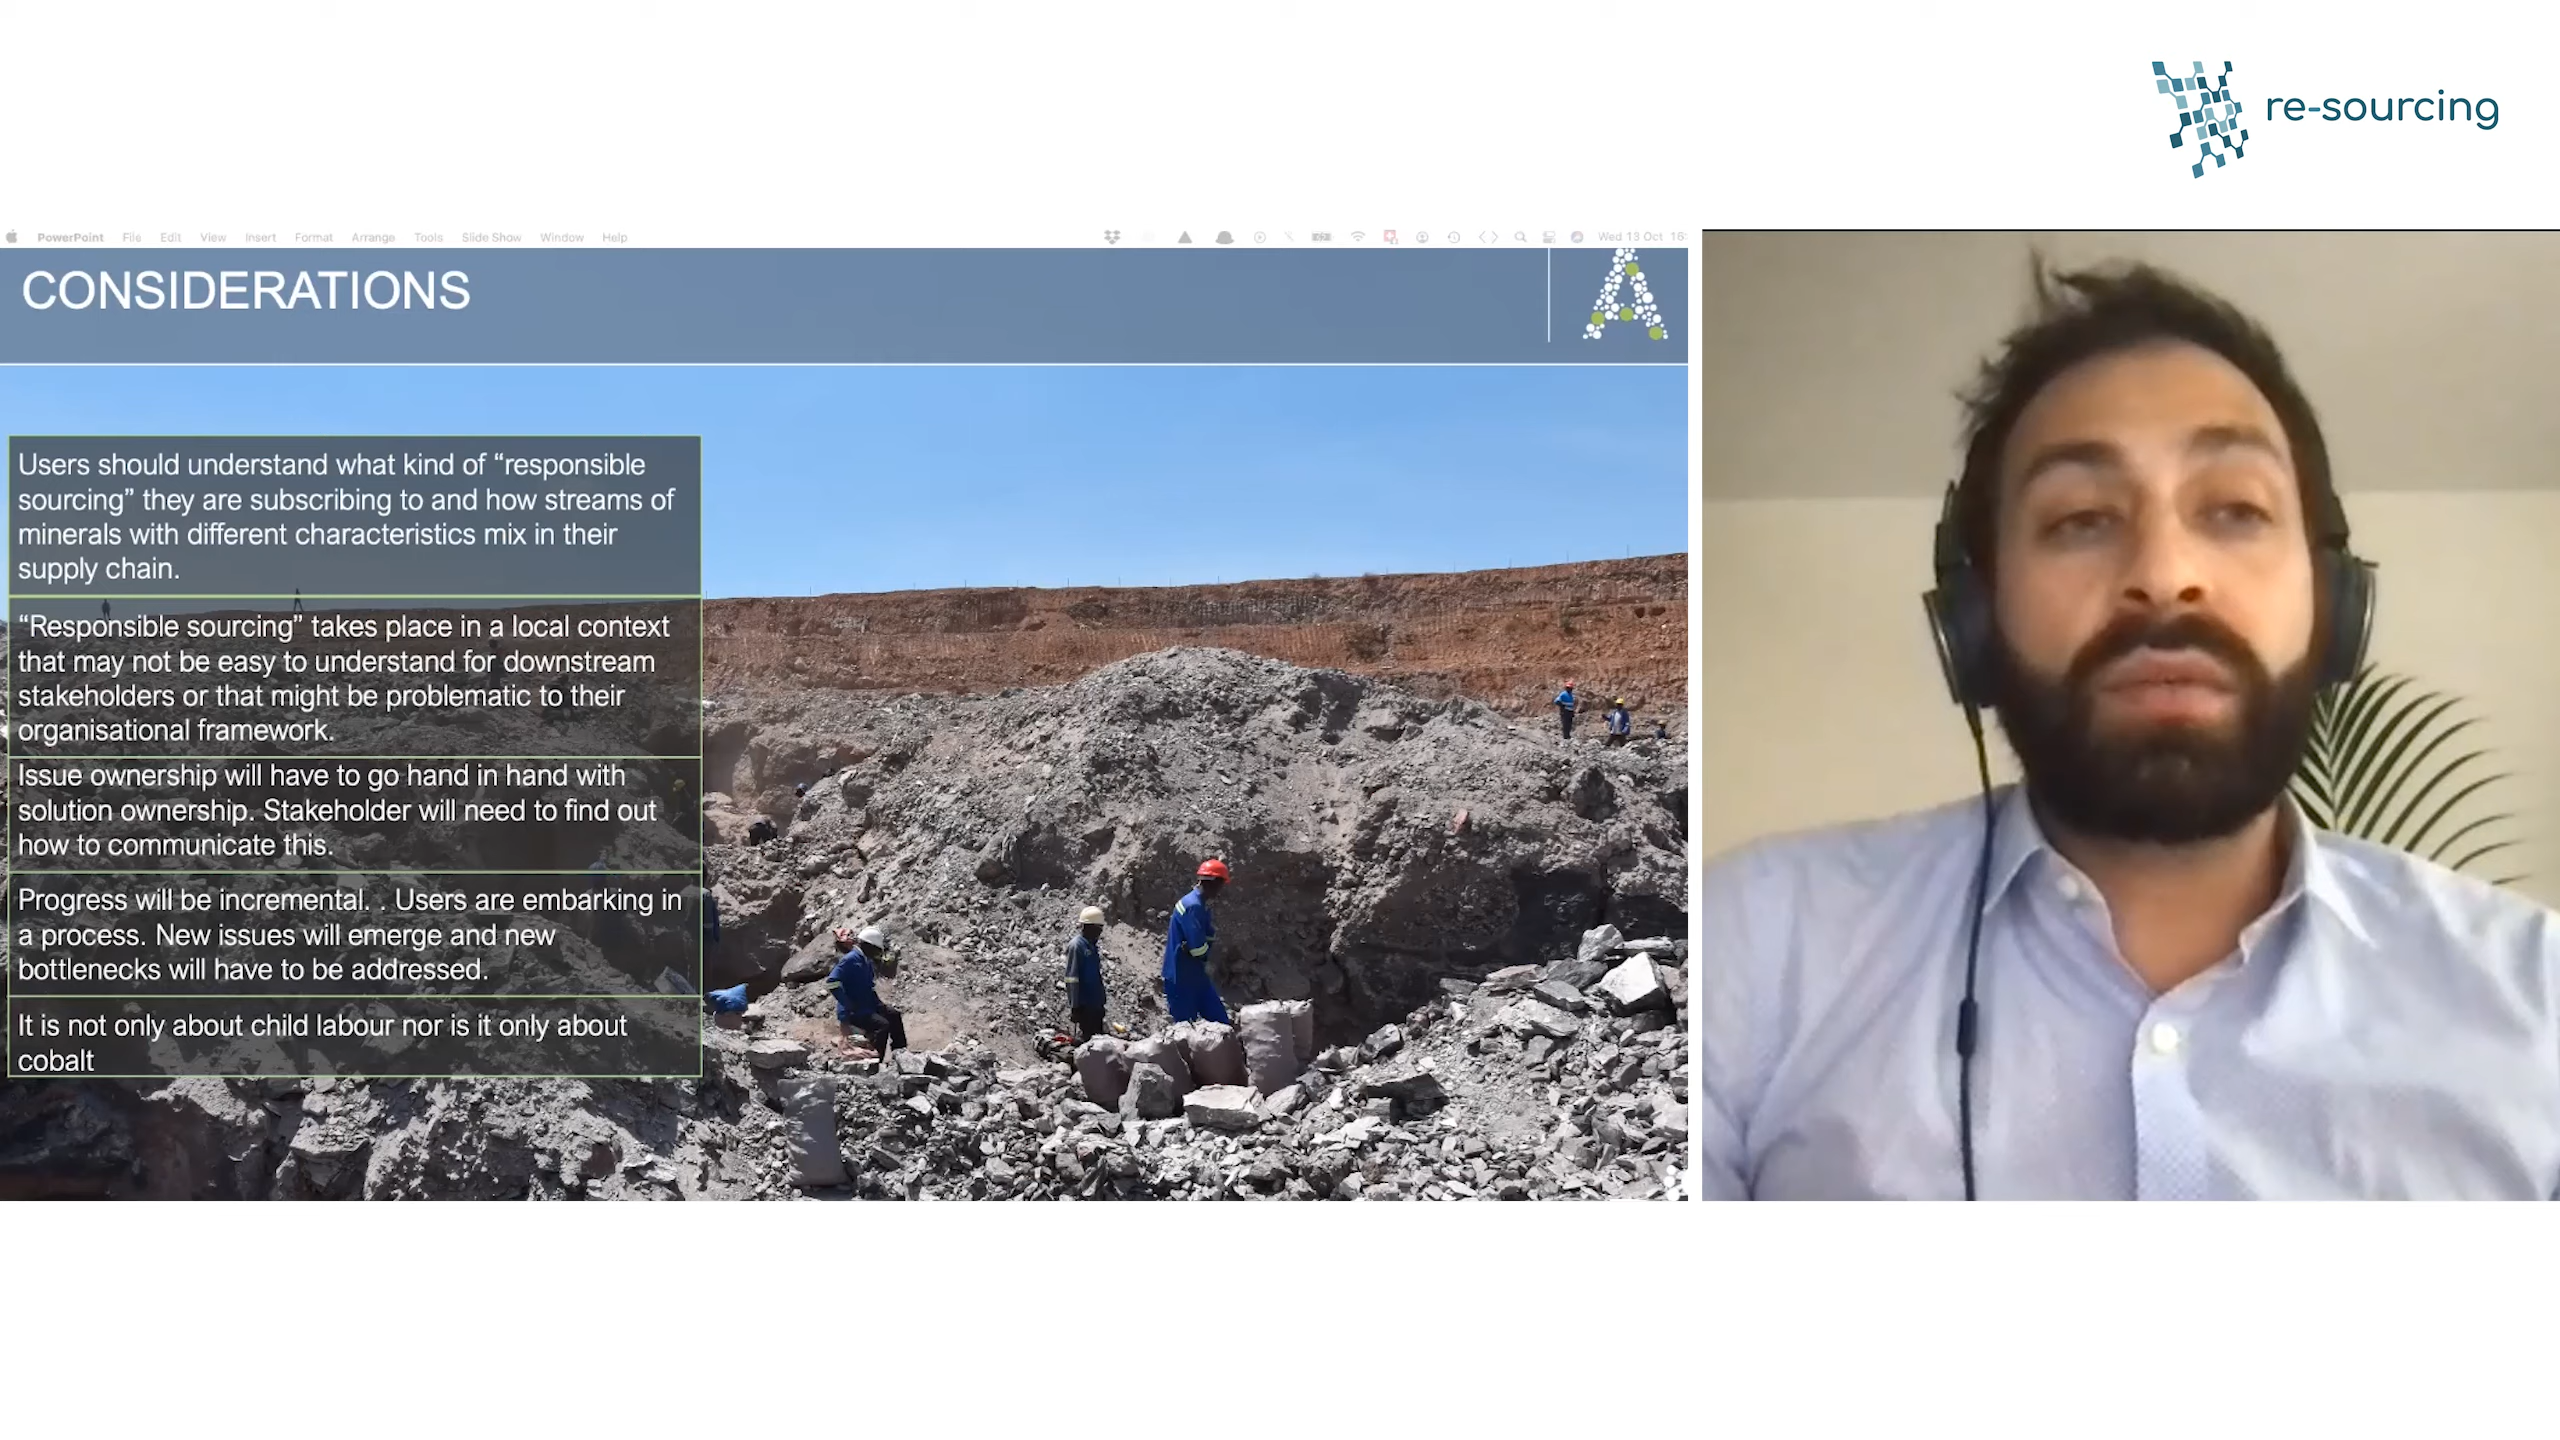 re-sourcing
PowerPoint File Edit View Insert Format Arrange Tools Slide Show Window Help
Wed 13 Oct 16
CONSIDERATIONS
Users should understand what kind of “responsible
sourcing” they are subscribing to and how streams of
minerals with different characteristics mix in their
supply chain.
“Responsible sourcing” takes place in a local context
that may not be easy to understand for downstream
stakeholders or that might be problematic to their
organisational framework.
Issue ownership will have to go hand in hand with
solution ownership. Stakeholder will need to find out
how to communicate this.
Progress will be incremental. . Users are embarking in
a process. New issues will emerge and new
bottlenecks will have to be addressed.
It is not only about child labour nor is it only about
cobalt